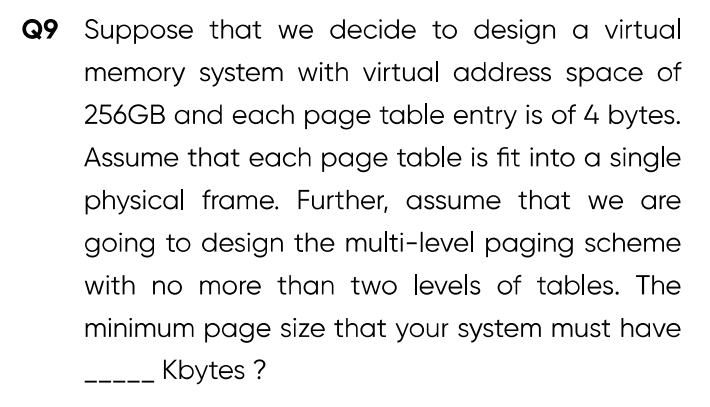 Q9 Suppose that we decide to design a virtual
memory system with virtual address space of
256GB and each page table entry is of 4 bytes.
Assume that each page table is fit into a single
physical frame. Further, assume that we are
going to design the multi-level paging scheme
with no more than two levels of tables. The
minimum page size that your system must have
_____ Kbytes ?